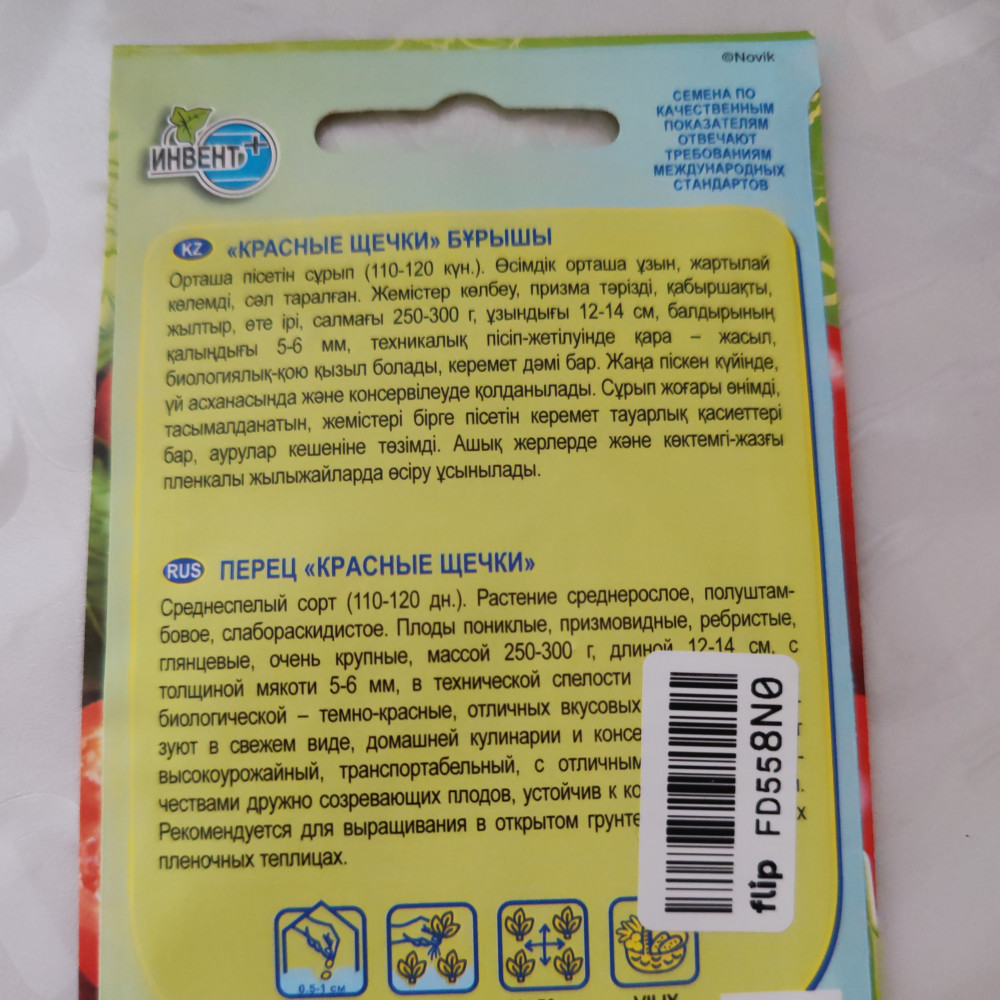 ©Novik
ИНВЕНТ+
СЕМЕНА ПО
КАЧЕСТВЕННЫМ
ПОКАЗАТЕЛЯМ
ОТВЕЧАЮТ
ТРЕБОВАНИЯМ
МЕЖДУНАРОДНЫХ
СТАНДАРТОВ
KZ «КРАСНЫЕ ЩЕЧКИ» БҰРЫШЫ
Орташа пісетін сұрып (110-120 күн.). Өсімдік орташа ұзын, жартылай
көлемді, сәл таралған. Жемістер көлбеу, призма тәрізді, қабыршақты,
жылтыр, өте ірі, салмағы 250-300 г, ұзындығы 12-14 см, балдырының
қалыңдығы 5-6 мм, техникалық пісіп-жетілуінде қара – жасыл,
биологиялық-қою қызыл болады, керемет дәмі бар. Жаңа піскен күйінде,
үй асханасында және консервілеуде қолданылады. Сұрып жоғары өнімді,
тасымалданатын, жемістері бірге пісетін керемет тауарлық қасиеттері
бар, аурулар кешеніне төзімді. Ашық жерлерде және көктемгі-жазғы
пленкалы жылыжайларда өсіру ұсынылады.
RUS ПЕРЕЦ «КРАСНЫЕ ЩЕЧКИ»
Среднеспелый сорт (110-120 дн.). Растение среднерослое, полуштам-
бовое, слабораскидистое. Плоды пониклые, призмовидные, ребристые,
глянцевые, очень крупные, массой 250-300 г, длиной 12-14 см, с
толщиной мякоти 5-6 мм, в технической спелости
биологической – темно-красные, отличных вкусовых
зуют в свежем виде, домашней кулинарии и консе
высокоурожайный, транспортабельный, с отличным
чествами дружно созревающих плодов, устойчив к ко
Рекомендуется для выращивания в открытом грунте
пленочных теплицах.
flip FD558N0
0,5-1 см